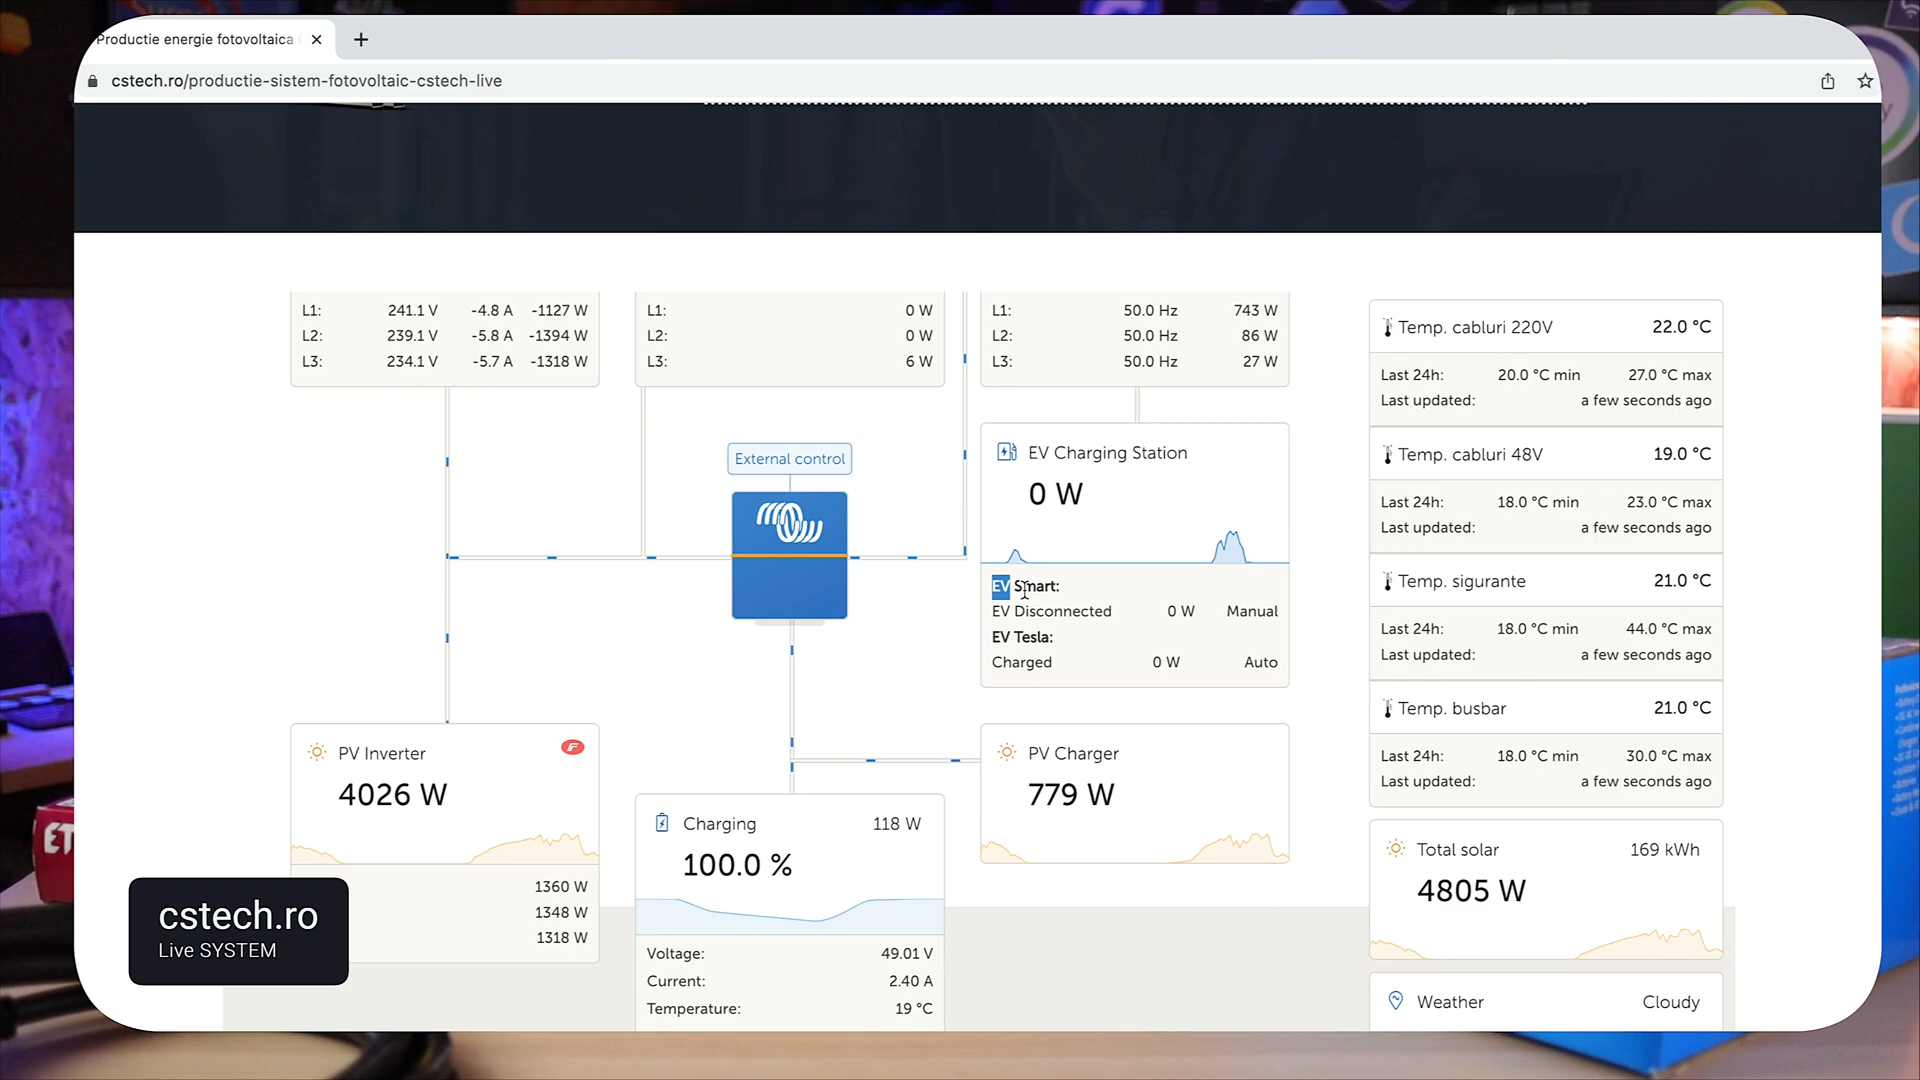 Productie energie fotovoltaica
cstech.ro/productie-sistem-fotovoltaic-cstech-live
L1: 241.1 V -4.8 A -1127 W
L2: 239.1 V -5.8 A -1394 W
L3: 234.1 V -5.7 A -1318 W
L1: 0 W
L2: 0 W
L3: 6 W
L1: 50.0 Hz 743 W
L2: 50.0 Hz 86 W
L3: 50.0 Hz 27 W
External control
EV Charging Station
0 W
EV Smart:
EV Disconnected 0 W Manual
EV Tesla:
Charged 0 W Auto
PV Inverter
4026 W
1360 W
1348 W
1318 W
Charging 118 W
100.0 %
Voltage: 49.01 V
Current: 2.40 A
Temperature: 19 °C
PV Charger
779 W
Temp. cabluri 220V 22.0 °C
Last 24h: 20.0 °C min 27.0 °C max
Last updated: a few seconds ago
Temp. cabluri 48V 19.0 °C
Last 24h: 18.0 °C min 23.0 °C max
Last updated: a few seconds ago
Temp. sigurante 21.0 °C
Last 24h: 18.0 °C min 44.0 °C max
Last updated: a few seconds ago
Temp. busbar 21.0 °C
Last 24h: 18.0 °C min 30.0 °C max
Last updated: a few seconds ago
Total solar 169 kWh
4805 W
Weather Cloudy
cstech.ro
Live SYSTEM
ET